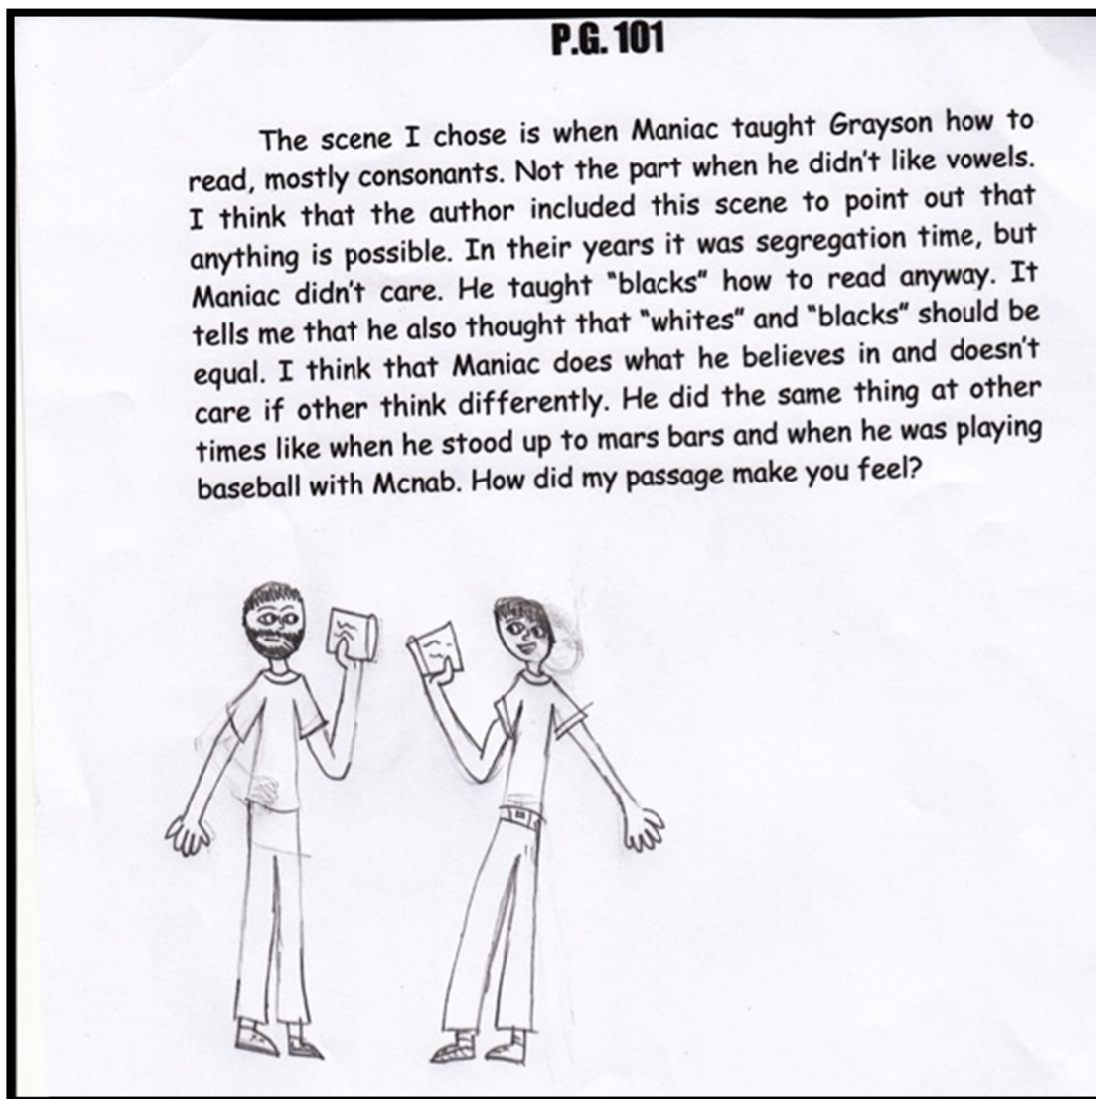 P.G. 101
The scene I chose is when Maniac taught Grayson how to
read, mostly consonants. Not the part when he didn't like vowels.
I think that the author included this scene to point out that
anything is possible. In their years it was segregation time, but
Maniac didn't care. He taught "blacks" how to read anyway. It
tells me that he also thought that "whites" and "blacks" should be
equal. I think that Maniac does what he believes in and doesn't
care if other think differently. He did the same thing at other
times like when he stood up to mars bars and when he was playing
baseball with Mcnab. How did my passage make you feel?